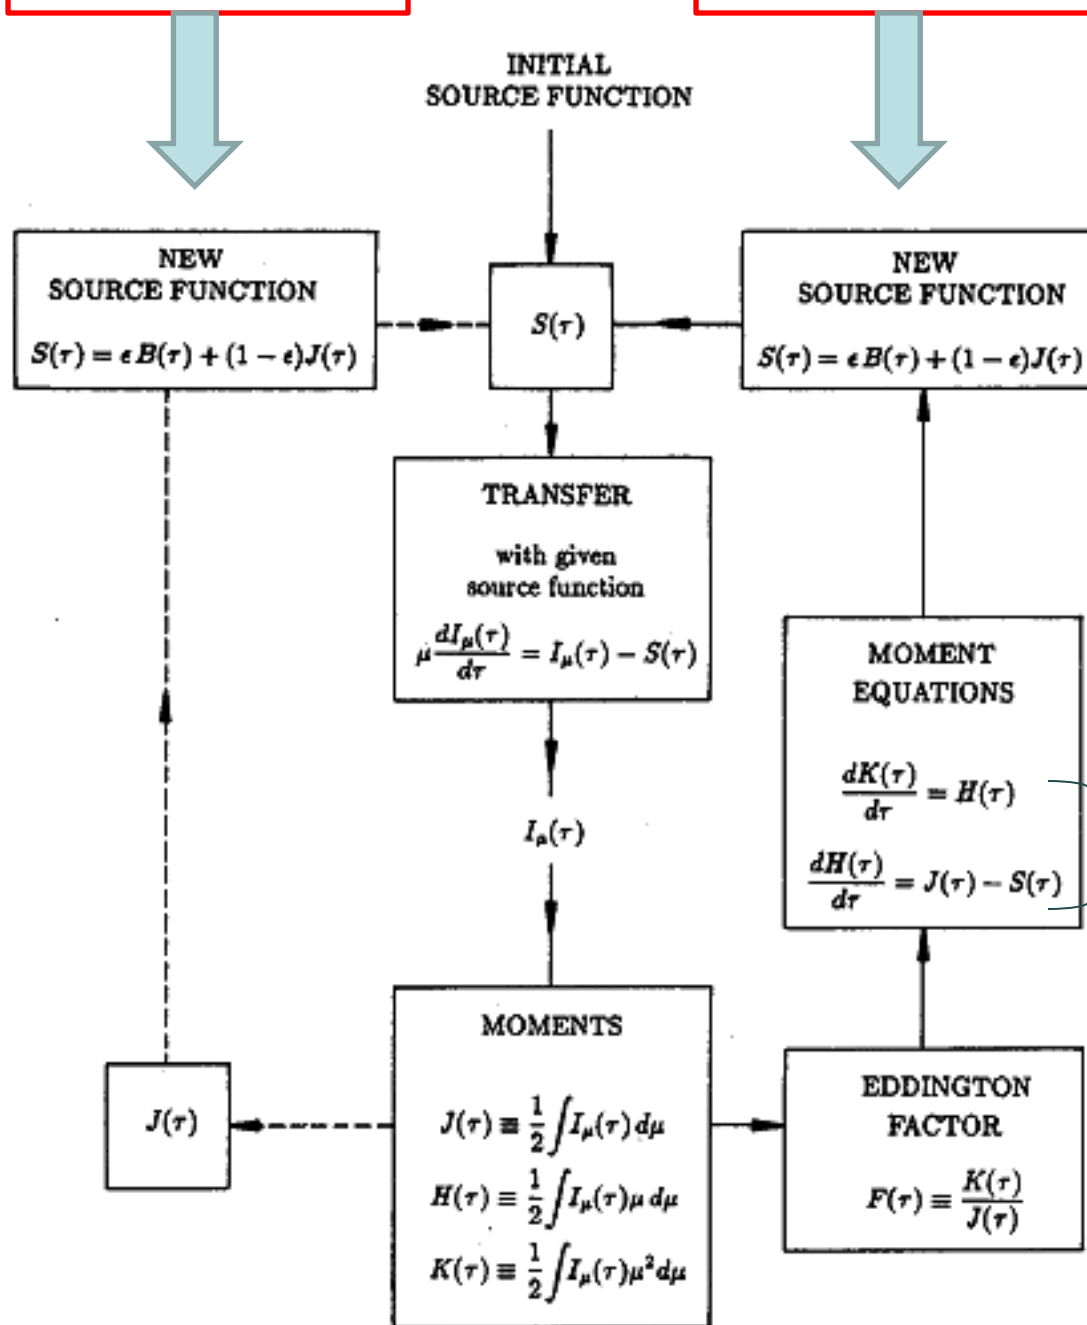 INITIAL
SOURCE FUNCTION
NEW
SOURCE FUNCTION
S(τ) = ϵ B(τ) + (1 − ϵ)J(τ)
S(τ)
NEW
SOURCE FUNCTION
S(τ) = ϵ B(τ) + (1 − ϵ)J(τ)
TRANSFER
with given
source function
μ dI_μ(τ)/dτ = I_μ(τ) − S(τ)
I_μ(τ)
MOMENT
EQUATIONS
dK(τ)/dτ = H(τ)
dH(τ)/dτ = J(τ) − S(τ)
J(τ)
MOMENTS
J(τ) ≡ 1/2 ∫ I_μ(τ) dμ
H(τ) ≡ 1/2 ∫ I_μ(τ)μ dμ
K(τ) ≡ 1/2 ∫ I_μ(τ)μ² dμ
EDDINGTON
FACTOR
F(τ) ≡ K(τ)/J(τ)